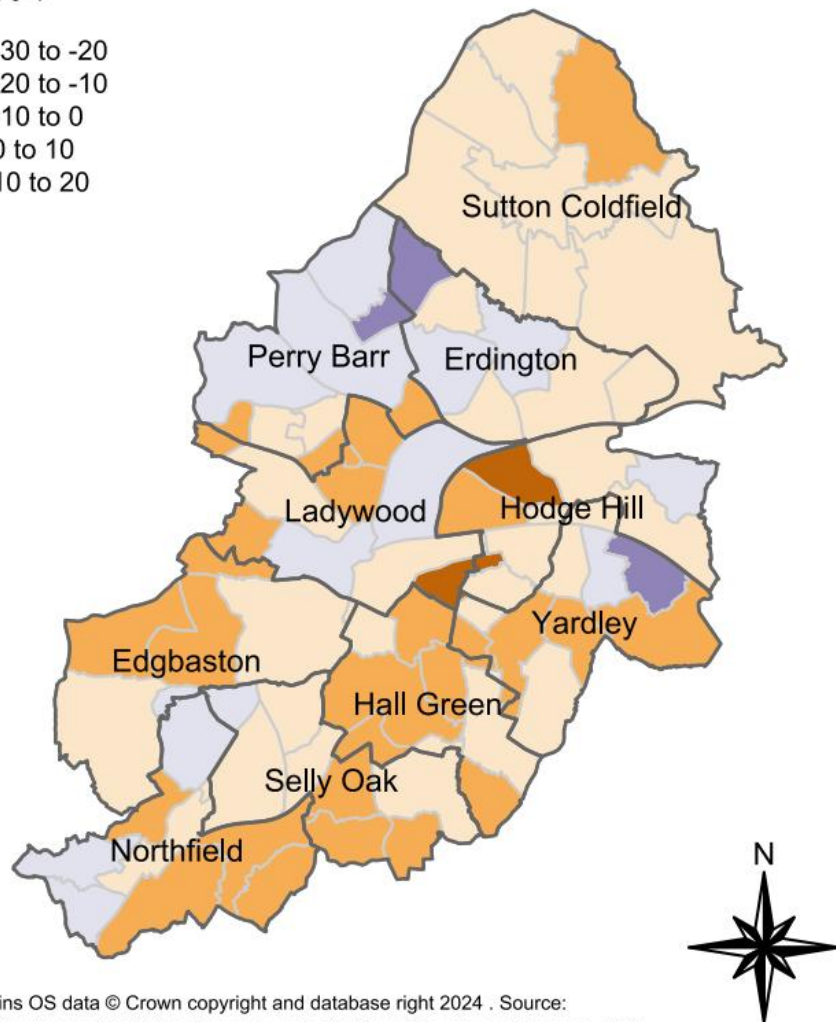 30 to -20
20 to -10
10 to 0
0 to 10
10 to 20
Sutton Coldfield
Perry Barr
Erdington
Ladywood
Hodge Hill
Yardley
Edgbaston
Hall Green
Selly Oak
Northfield
N
ins OS data © Crown copyright and database right 2024 . Source: